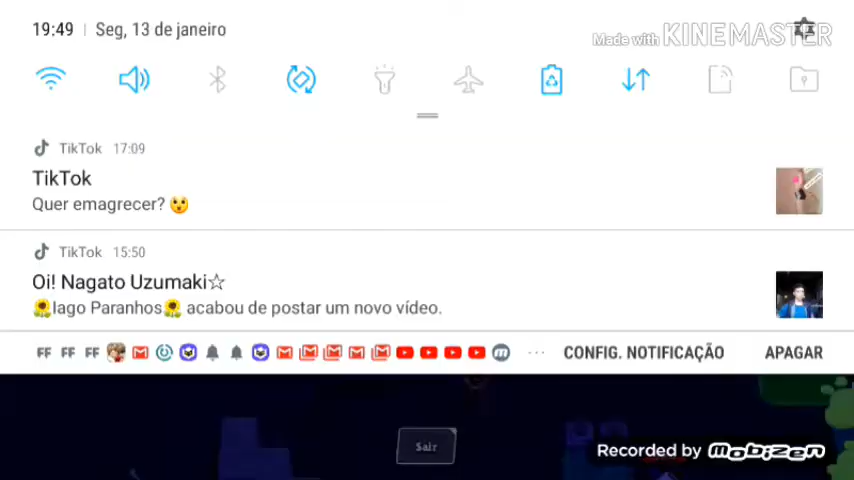 19:49 | Seg, 13 de janeiro
Made with KINEMASTER
TikTok 17:09
TikTok
Quer emagrecer? 😲
TikTok 15:50
Oi! Nagato Uzumaki☆
🌻Iago Paranhos🌻 acabou de postar um novo vídeo.
FF FF FF ... CONFIG. NOTIFICAÇÃO APAGAR
Sair
Recorded by Mobizen